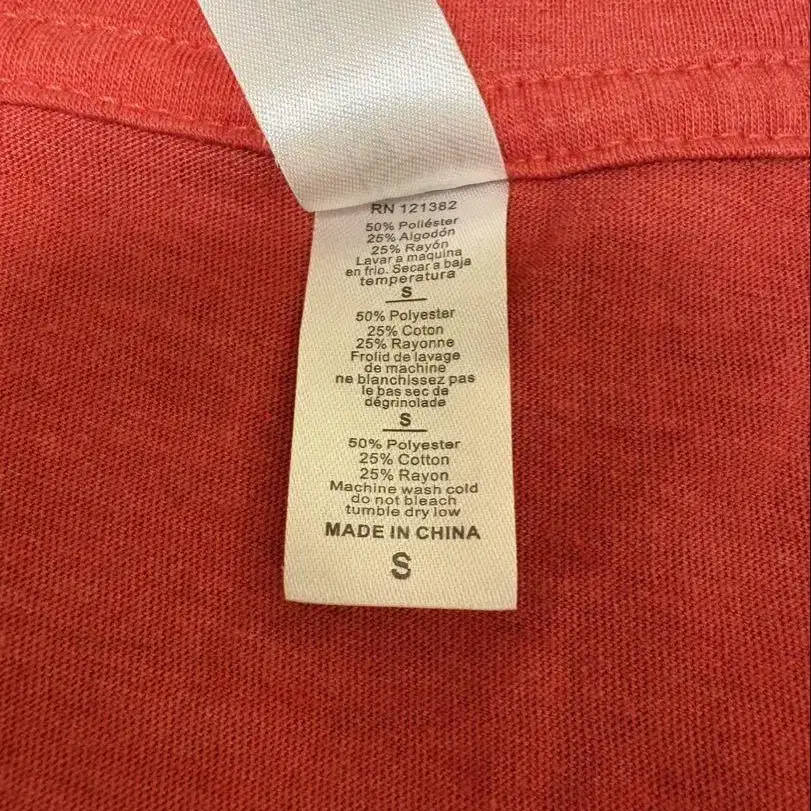 RN 121382
50% Poliéster
25% Algodón
25% Rayón
Lavar a maquina
en frio. Secar a baja
temperatura
S
50% Polyester
25% Coton
25% Rayonne
Frolid de lavage
de machine
ne blanchissez pas
le bas sec de
dégrinolade
S
50% Polyester
25% Cotton
25% Rayon
Machine wash cold
do not bleach
tumble dry low
MADE IN CHINA
S